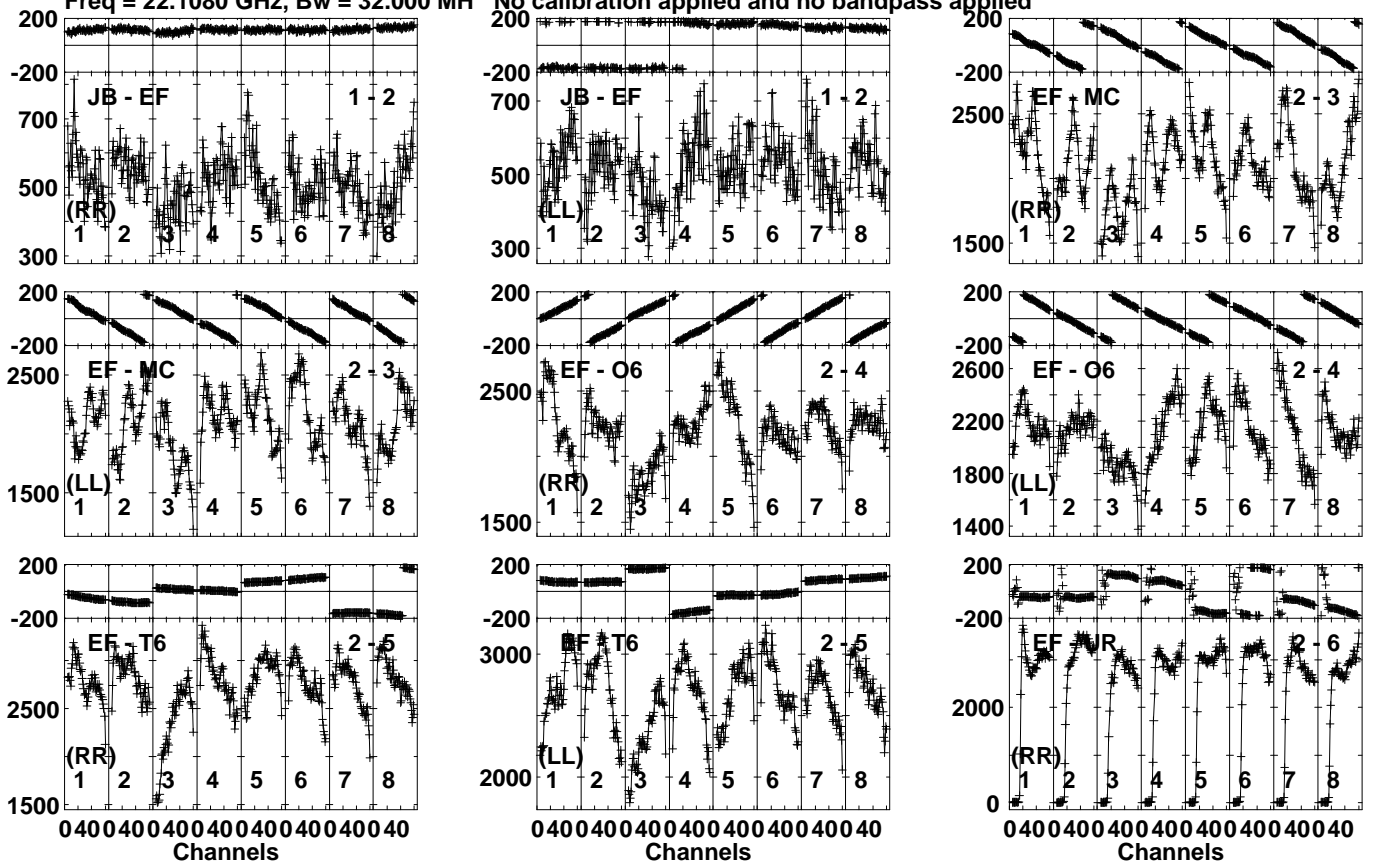 Freq = 22.1080 GHz, Bw = 32.000 MH No calibration applied and no bandpass applied
200
-200
JB - EF 1 - 2
700
500
300
(RR)
1 2 3 4 5 6 7 8
200
-200
JB - EF 1 - 2
700
500
300
(LL)
1 2 3 4 5 6 7 8
200
-200
EF - MC 2 - 3
2500
1500
(RR)
1 2 3 4 5 6 7 8
200
-200
EF - MC 2 - 3
2500
1500
(LL)
1 2 3 4 5 6 7 8
200
-200
EF - O6 2 - 4
2500
1500
(RR)
1 2 3 4 5 6 7 8
200
-200
EF - O6 2 - 4
2600
2200
1800
1400
(LL)
1 2 3 4 5 6 7 8
200
-200
EF - T6 2 - 5
2500
1500
(RR)
1 2 3 4 5 6 7 8
0 40 0 40 0 40 0 40 0 40 0 40 0 40 0 40
Channels
200
-200
EF - T6 2 - 5
3000
2000
(LL)
1 2 3 4 5 6 7 8
0 40 0 40 0 40 0 40 0 40 0 40 0 40 0 40
Channels
200
-200
EF - UR 2 - 6
2000
0
(RR)
1 2 3 4 5 6 7 8
0 40 0 40 0 40 0 40 0 40 0 40 0 40 0 40
Channels